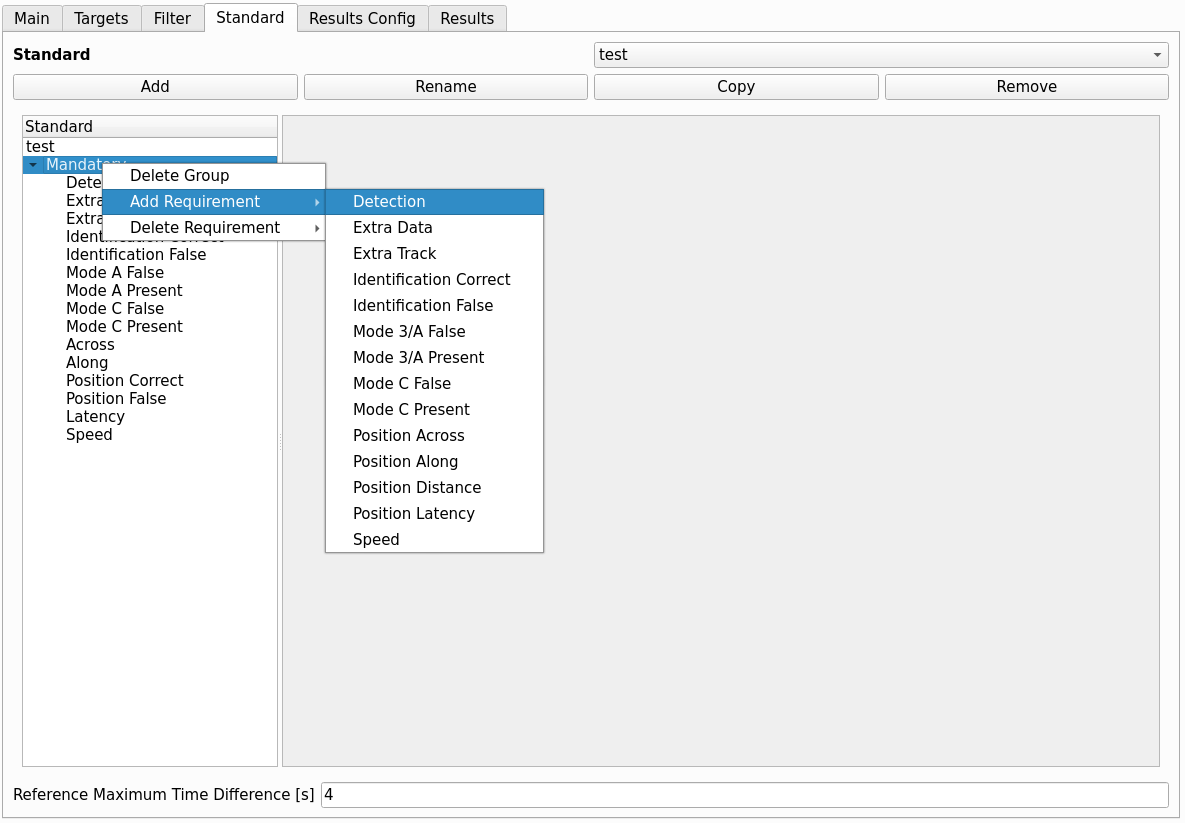 Main Targets Filter Standard Results Config Results
Standard test
Add Rename Copy Remove
Standard
test
Mandatory
Delete Group
Add Requirement
Delete Requirement
Detection
Extra Data
Extra Track
Identification Correct
Identification False
Mode 3/A False
Mode 3/A Present
Mode C False
Mode C Present
Position Across
Position Along
Position Distance
Position Latency
Speed
Extra
Extra
Identification Correct
Identification False
Mode A False
Mode A Present
Mode C False
Mode C Present
Across
Along
Position Correct
Position False
Latency
Speed
Reference Maximum Time Difference [s] 4